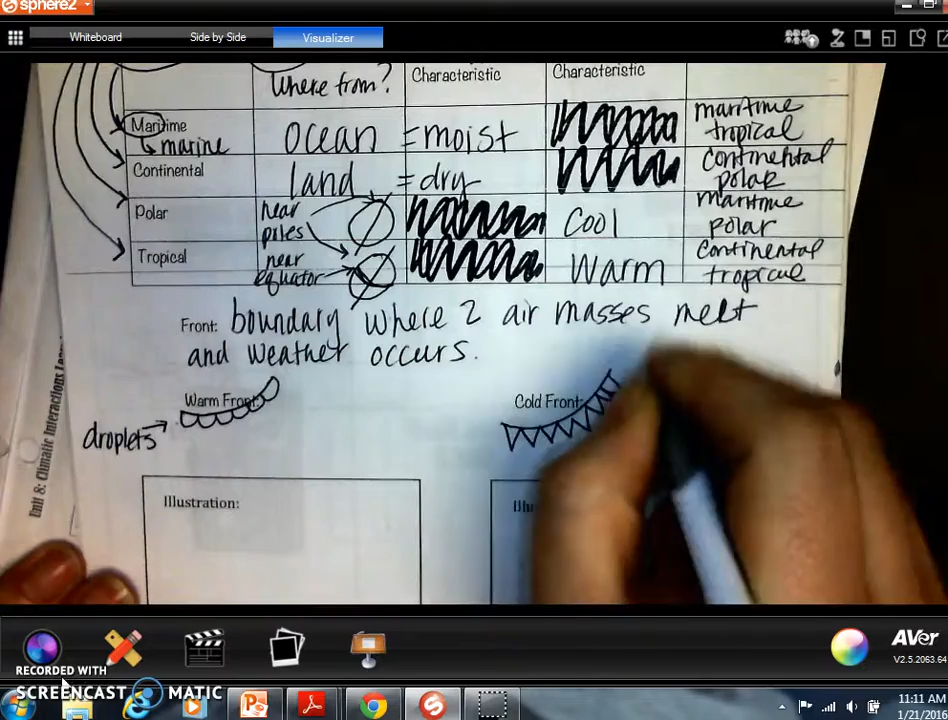 sphere2
Whiteboard Side by Side Visualizer
Where from? Characteristic Characteristic
Maritime ocean =moist maritime tropical
↳ marine
Continental land = dry continental polar
Polar near poles Cool maritime polar
Tropical near equator Warm continental tropical
Front: boundary where 2 air masses meet
and weather occurs.
Warm Front: Cold Front:
droplets →
Illustration:
Unit 8: Climatic Interactions
RECORDED WITH
SCREENCAST MATIC
AVer
V2.5.2063.64
11:11 AM
1/21/2016